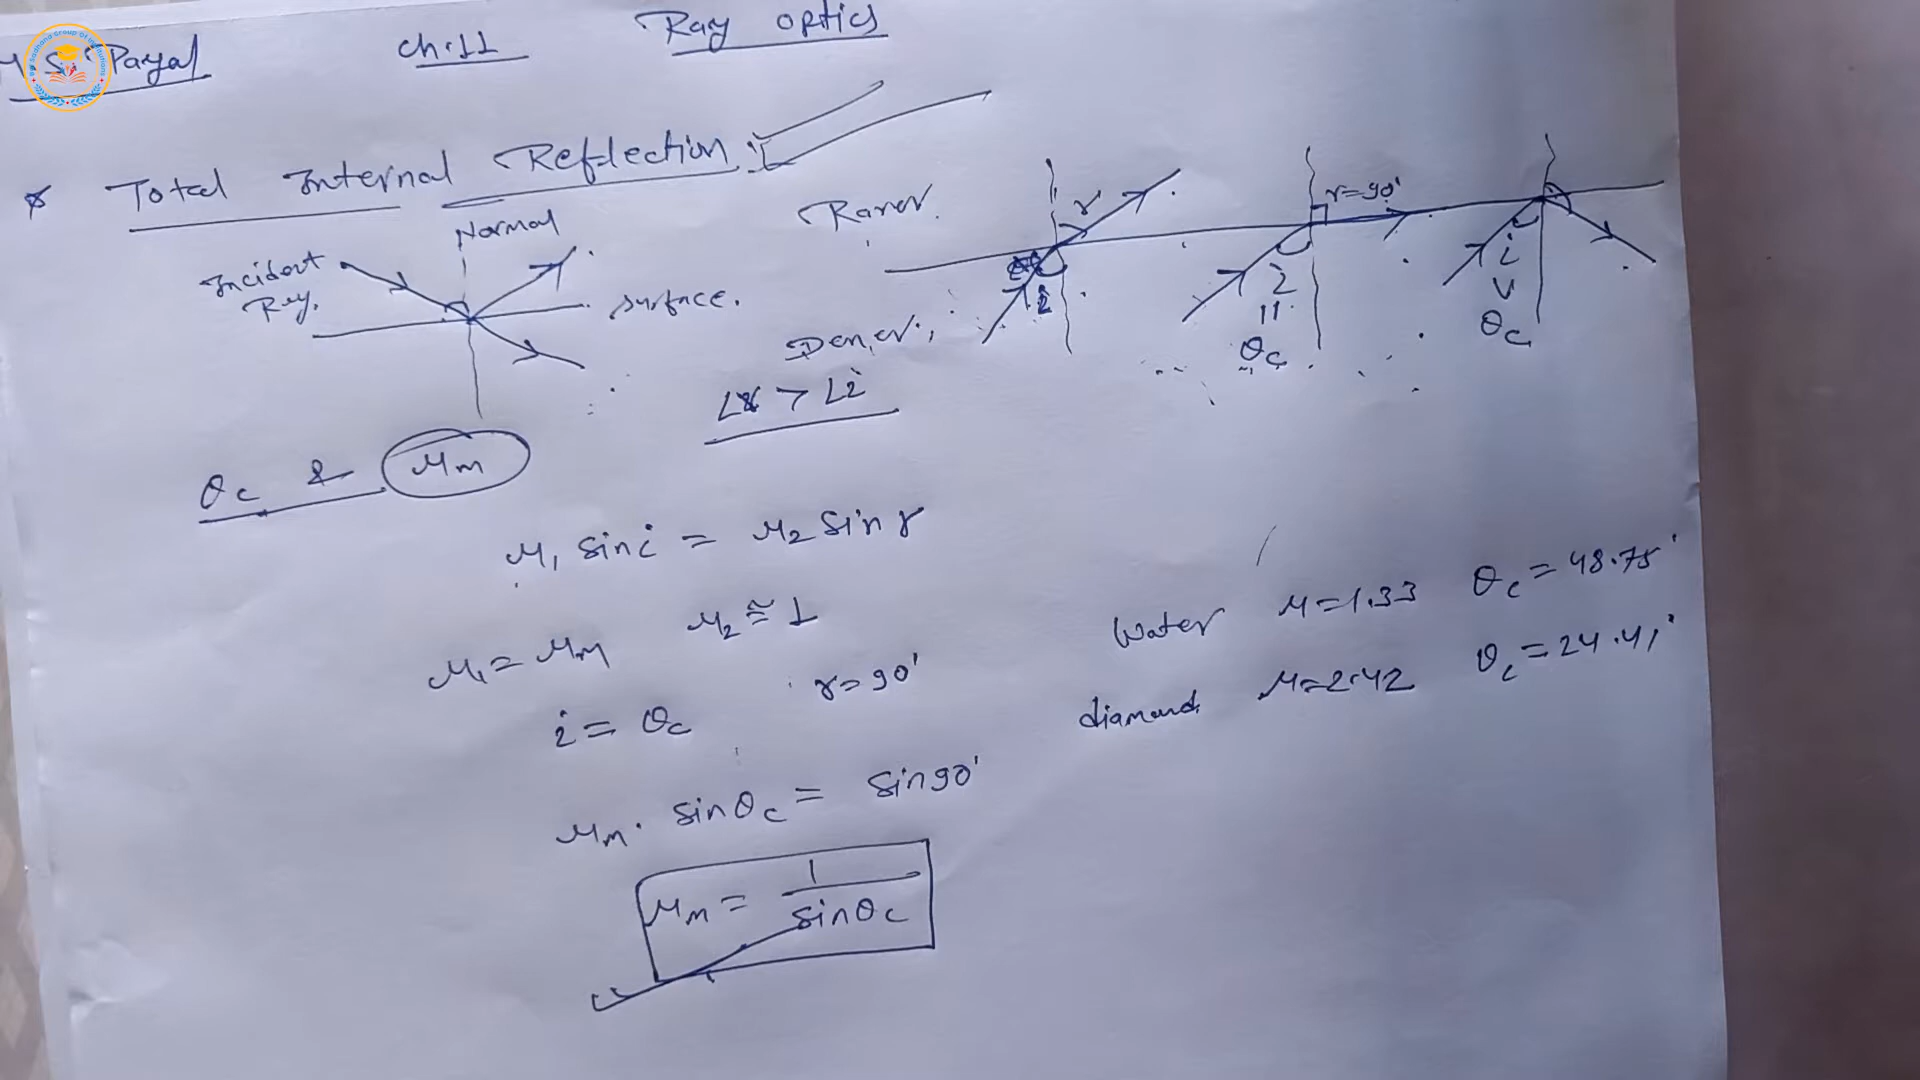 Payal
ch:11
Ray optics
* Total Internal Reflection :
Normal
Incident Ray.
surface.
Rarer.
Denser.
r
i
r=90°
i
=
θc
i
>
θc
∠r > ∠i
θc & μm
μ₁ sin i = μ₂ sin r
μ₁ = μm μ₂ ≅ 1
i = θc r = 90°
μm. sin θc = sin 90°
μm = 1 / sin θc
Water μ=1.33 θc = 48.75°
diamond μ=2.42 θc = 24.41°